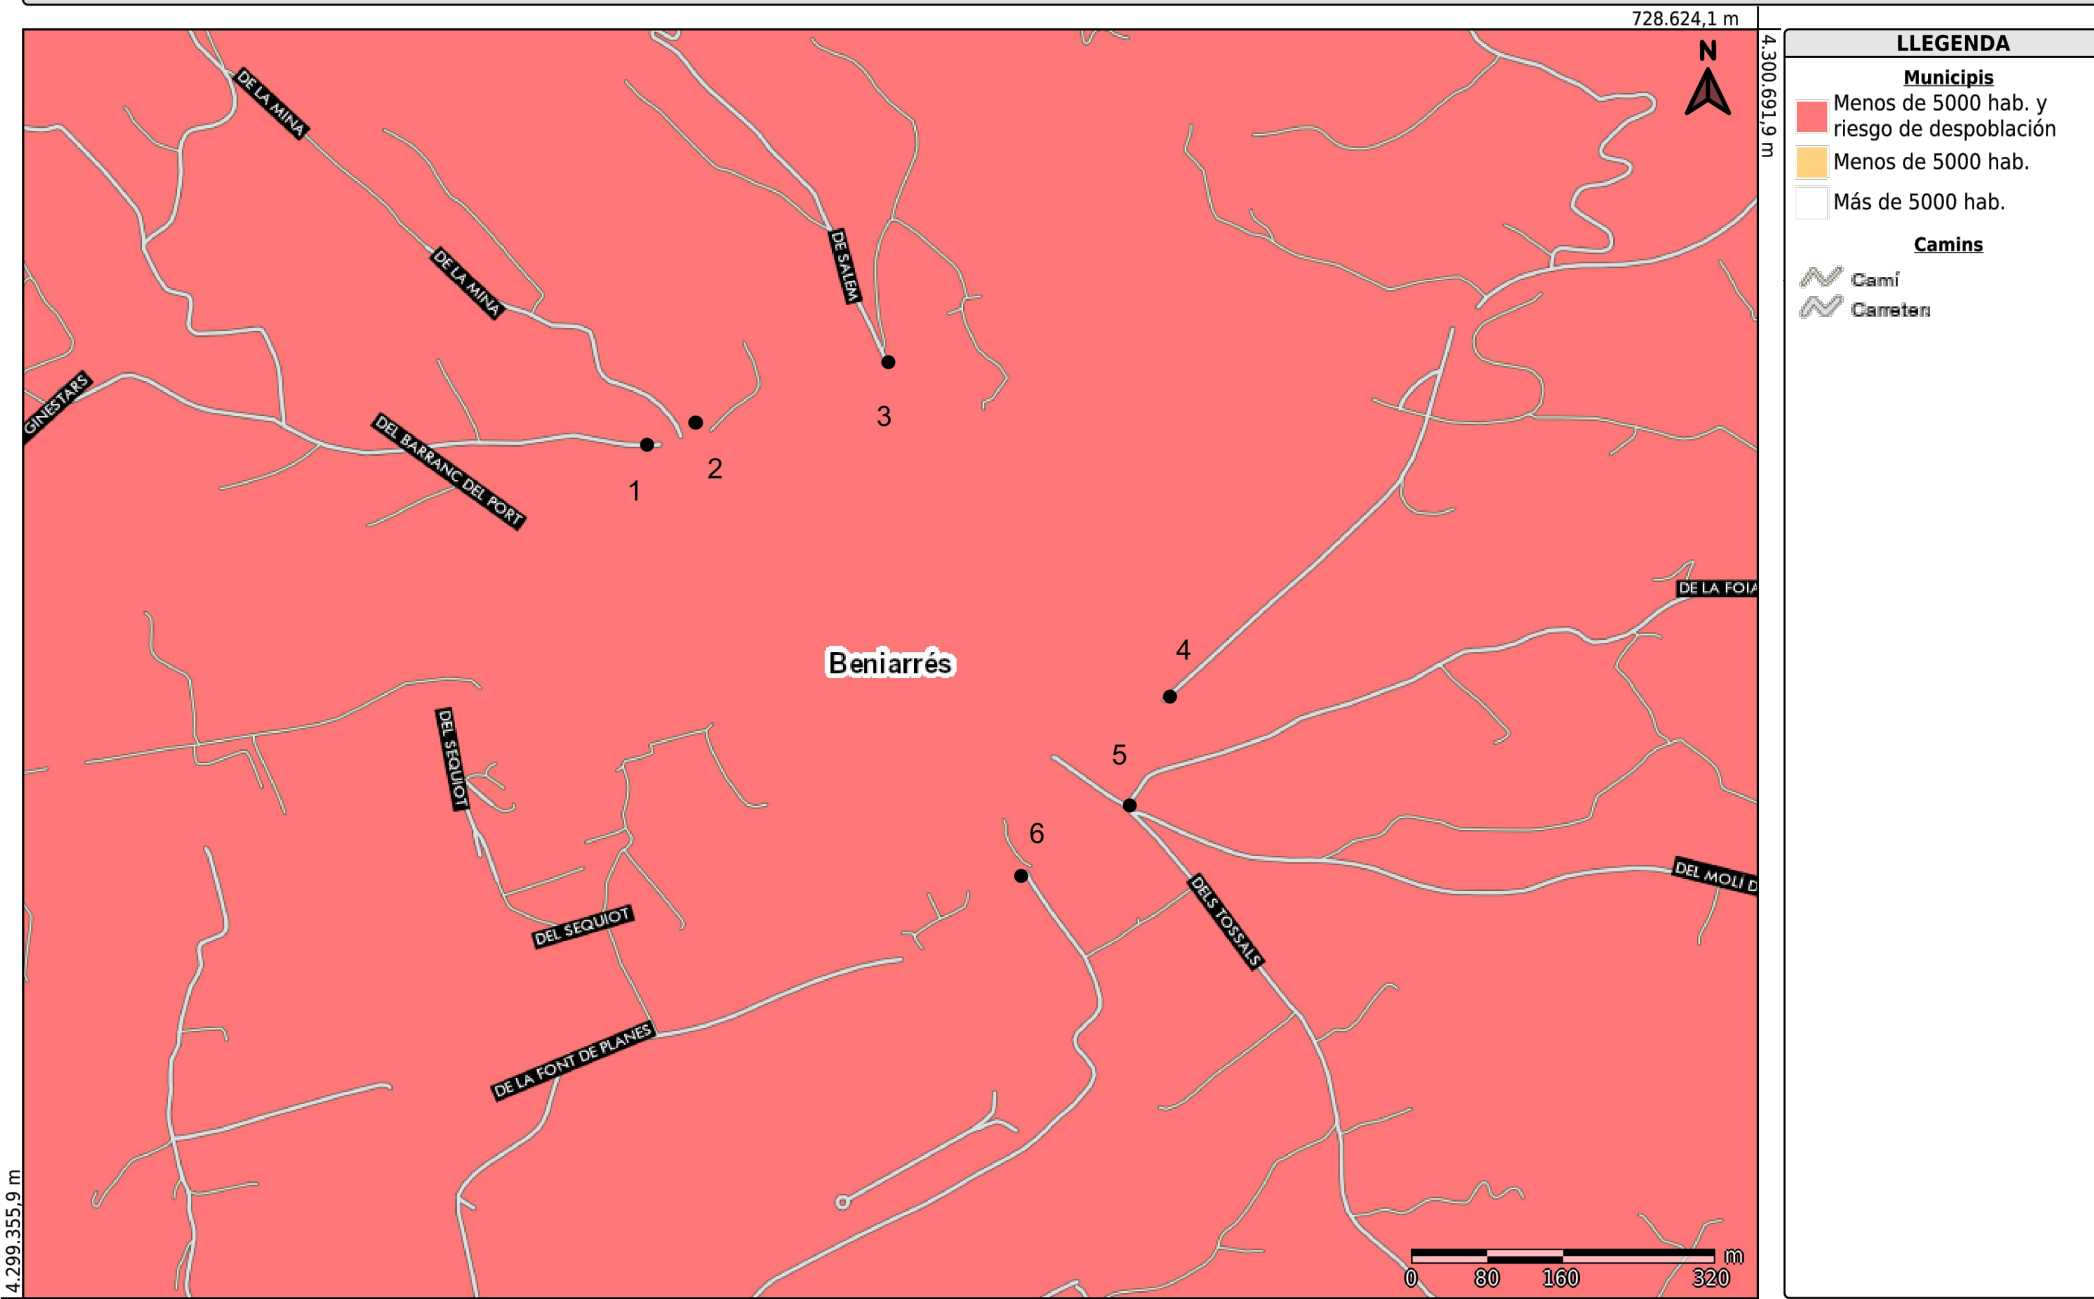 728.624,1 m
4.300.691,9 m
N
DE LA MINA
DE LA MINA
DE SALEM
GINESTARS
DEL BARRANC DEL PORT
1
2
3
4
5
6
Beniarrés
DE LA FOIA
DEL SEQUIOT
DEL SEQUIOT
DELS TOSSALS
DEL MOLÍ D
DE LA FONT DE PLANES
4.299.355,9 m
0 80 160 320 m
LLEGENDA
Municipis
Menos de 5000 hab. y
riesgo de despoblación
Menos de 5000 hab.
Más de 5000 hab.
Camins
Camí
Carretera